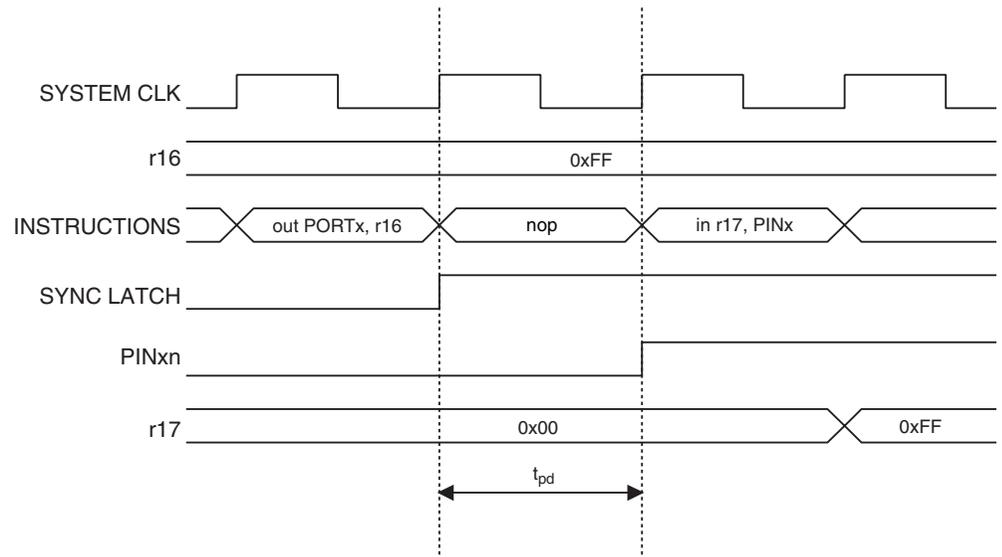 SYSTEM CLK
r16
0xFF
INSTRUCTIONS
out PORTx, r16
nop
in r17, PINx
SYNC LATCH
PINxn
r17
0x00
0xFF
tpd